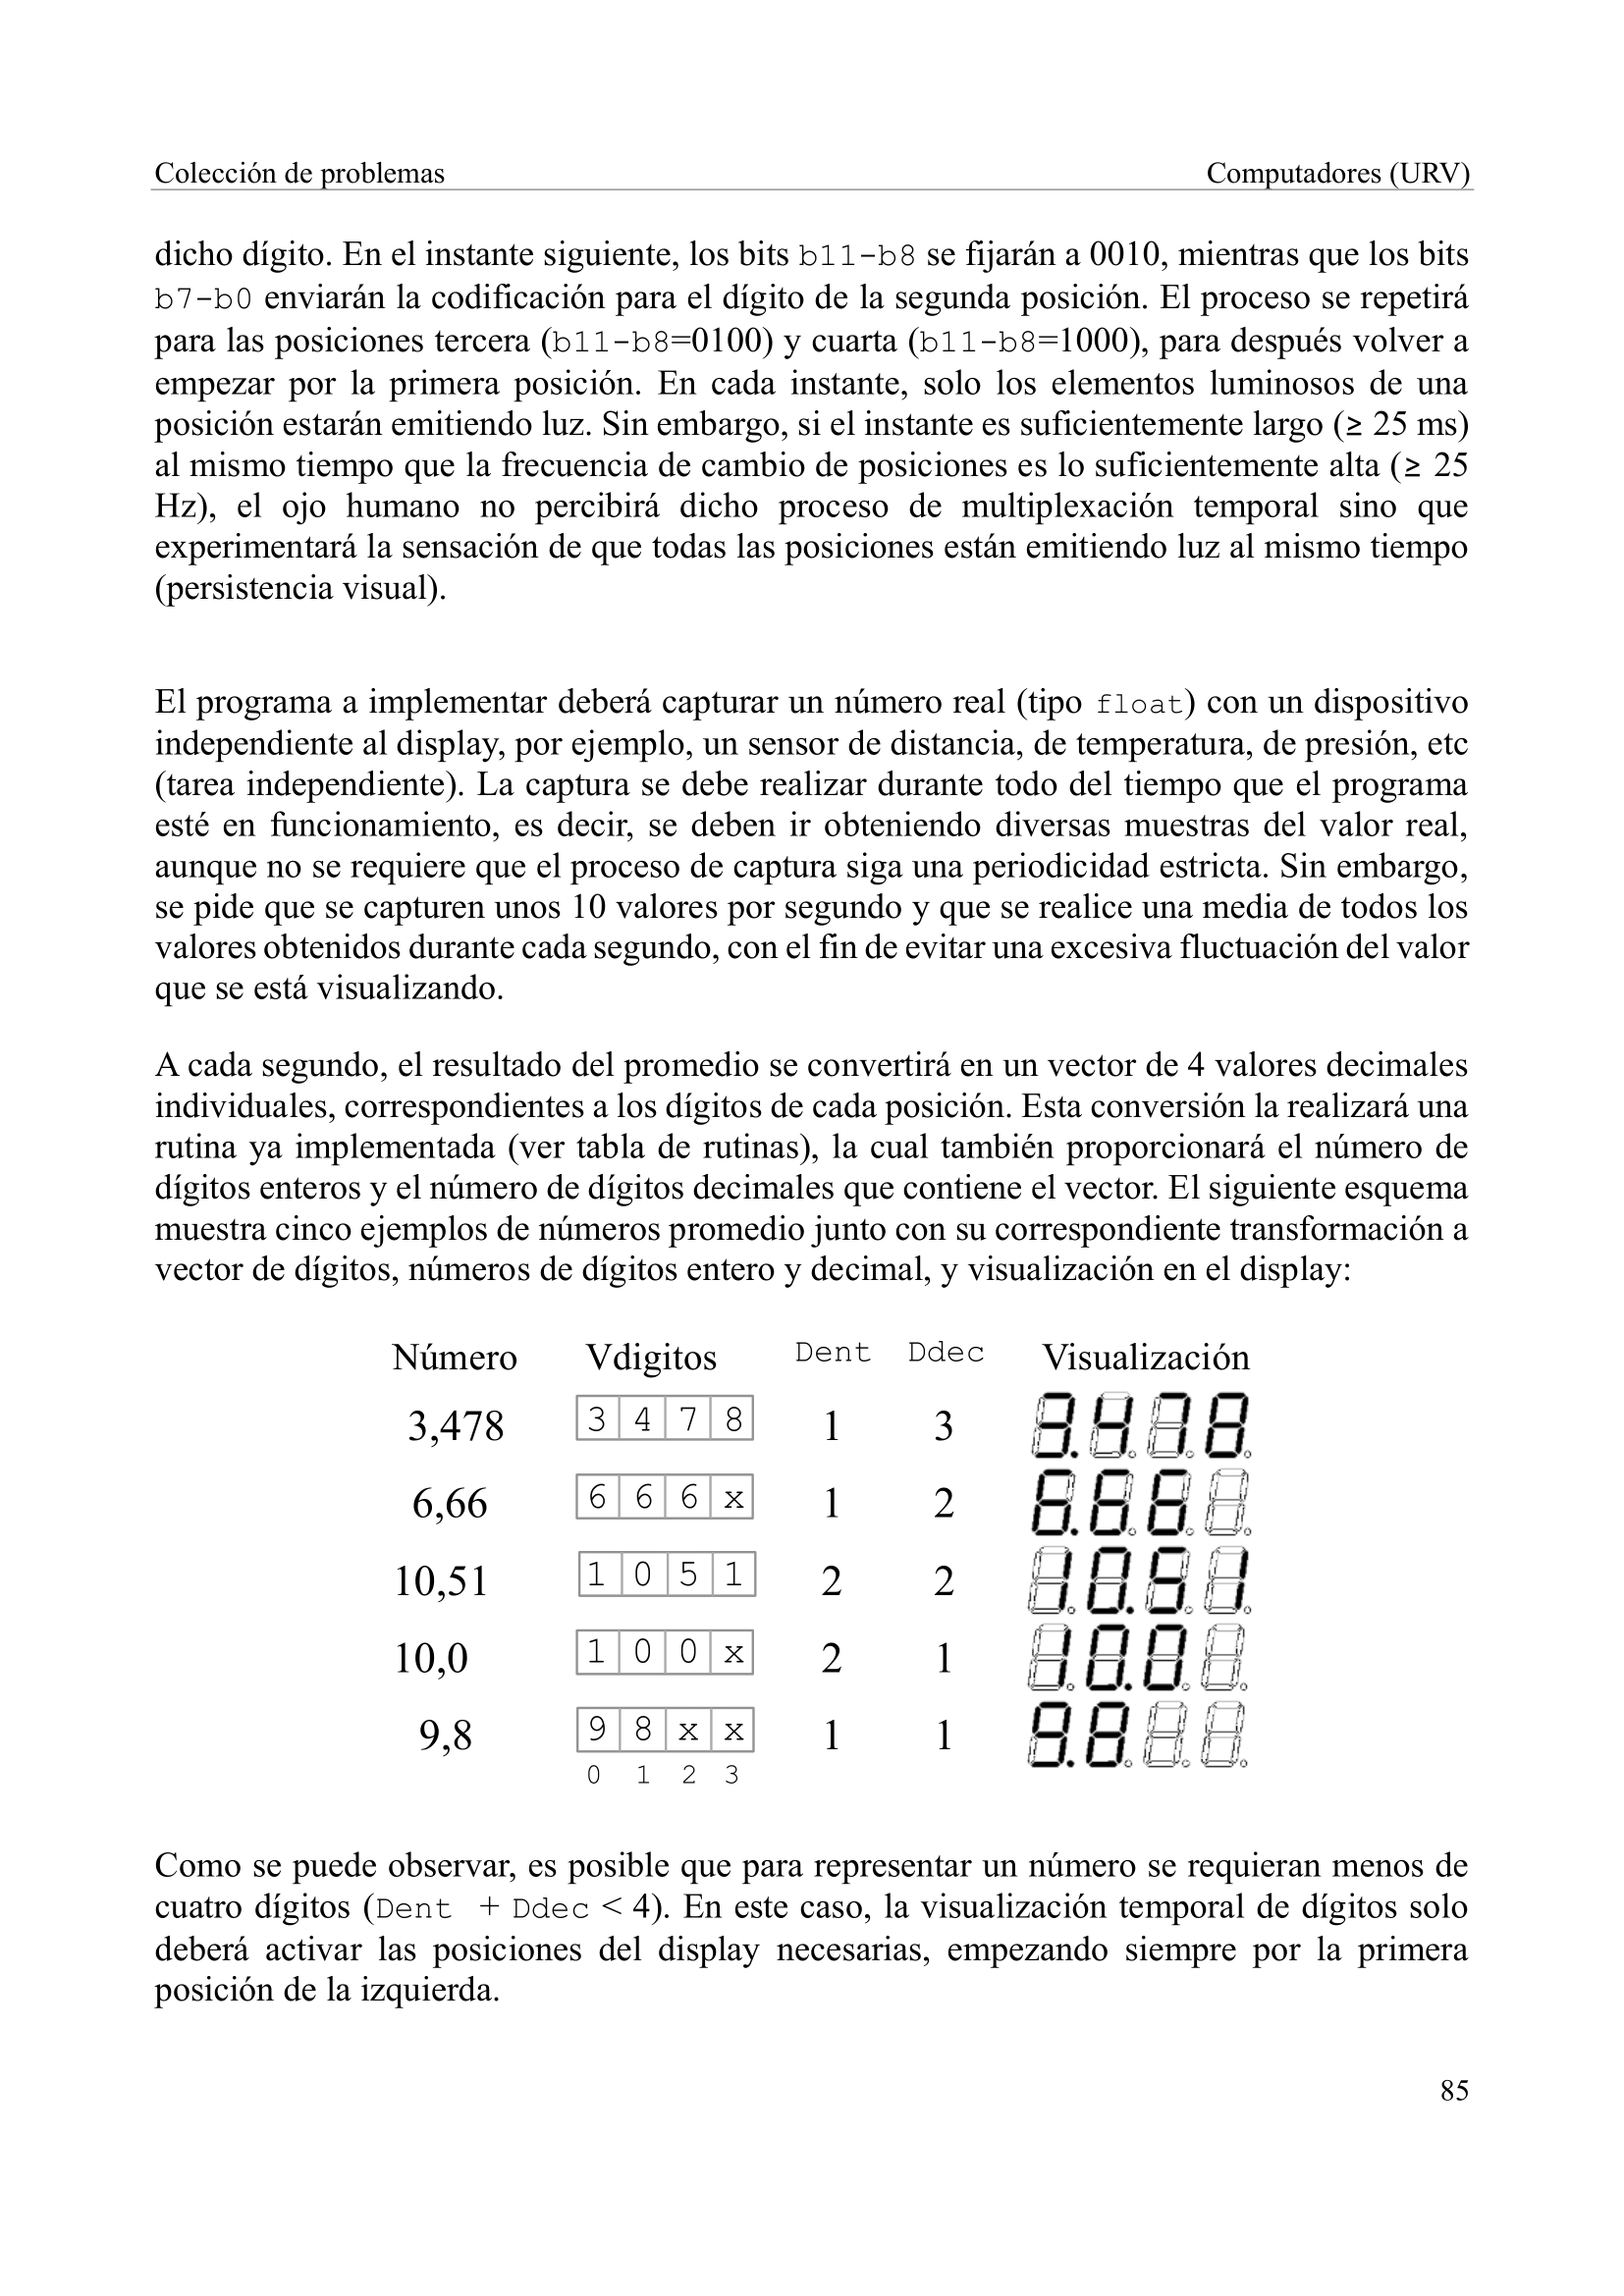 Colección de problemas Computadores (URV)
dicho dígito. En el instante siguiente, los bits b11-b8 se fijarán a 0010, mientras que los bits
b7-b0 enviarán la codificación para el dígito de la segunda posición. El proceso se repetirá
para las posiciones tercera (b11-b8=0100) y cuarta (b11-b8=1000), para después volver a
empezar por la primera posición. En cada instante, solo los elementos luminosos de una
posición estarán emitiendo luz. Sin embargo, si el instante es suficientemente largo (≥ 25 ms)
al mismo tiempo que la frecuencia de cambio de posiciones es lo suficientemente alta (≥ 25
Hz), el ojo humano no percibirá dicho proceso de multiplexación temporal sino que
experimentará la sensación de que todas las posiciones están emitiendo luz al mismo tiempo
(persistencia visual).
El programa a implementar deberá capturar un número real (tipo float) con un dispositivo
independiente al display, por ejemplo, un sensor de distancia, de temperatura, de presión, etc
(tarea independiente). La captura se debe realizar durante todo del tiempo que el programa
esté en funcionamiento, es decir, se deben ir obteniendo diversas muestras del valor real,
aunque no se requiere que el proceso de captura siga una periodicidad estricta. Sin embargo,
se pide que se capturen unos 10 valores por segundo y que se realice una media de todos los
valores obtenidos durante cada segundo, con el fin de evitar una excesiva fluctuación del valor
que se está visualizando.
A cada segundo, el resultado del promedio se convertirá en un vector de 4 valores decimales
individuales, correspondientes a los dígitos de cada posición. Esta conversión la realizará una
rutina ya implementada (ver tabla de rutinas), la cual también proporcionará el número de
dígitos enteros y el número de dígitos decimales que contiene el vector. El siguiente esquema
muestra cinco ejemplos de números promedio junto con su correspondiente transformación a
vector de dígitos, números de dígitos entero y decimal, y visualización en el display:
Número Vdigitos Dent Ddec Visualización
3,478 3 4 7 8 1 3 3.478
6,66 6 6 6 x 1 2 6.66
10,51 1 0 5 1 2 2 10.51
10,0 1 0 0 x 2 1 10.0
9,8 9 8 x x 1 1 9.8
0 1 2 3
Como se puede observar, es posible que para representar un número se requieran menos de
cuatro dígitos (Dent + Ddec < 4). En este caso, la visualización temporal de dígitos solo
deberá activar las posiciones del display necesarias, empezando siempre por la primera
posición de la izquierda.
85